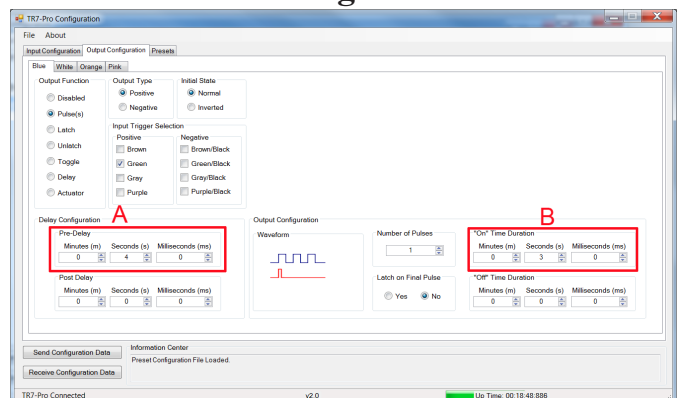 TR7-Pro Configuration
File About
Input Configuration Output Configuration Presets
Blue White Orange Pink
Output Function
Disabled
Pulse(s)
Latch
Unlatch
Toggle
Delay
Actuator
Output Type
Positive
Negative
Initial State
Normal
Inverted
Input Trigger Selection
Positive
Brown
Green
Gray
Purple
Negative
Brown/Black
Green/Black
Gray/Black
Purple/Black
A
Delay Configuration
Pre-Delay
Minutes (m) Seconds (s) Milliseconds (ms)
0 4 0
Post Delay
Minutes (m) Seconds (s) Milliseconds (ms)
0 0 0
Output Configuration
Waveform
Number of Pulses
1
Latch on Final Pulse
Yes No
B
"On" Time Duration
Minutes (m) Seconds (s) Milliseconds (ms)
0 3 0
"Off" Time Duration
Minutes (m) Seconds (s) Milliseconds (ms)
0 0 0
Send Configuration Data
Receive Configuration Data
Information Center
Preset Configuration File Loaded.
TR7-Pro Connected v2.0 Up Time: 00:18:48:886